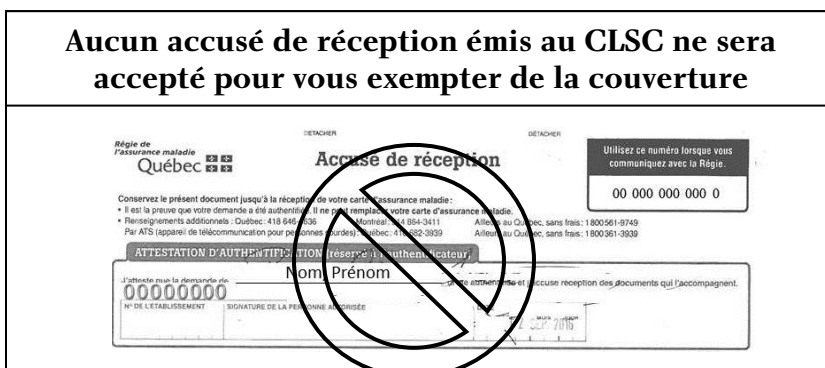 Aucun accusé de réception émis au CLSC ne sera
accepté pour vous exempter de la couverture
DÉTACHER
DÉTACHER
Régie de
l'assurance maladie
Québec
Accusé de réception
Utilisez ce numéro lorsque vous
communiquez avec la Régie.
00 000 000 000 0
Conservez le présent document jusqu'à la réception de votre carte d'assurance maladie :
• Il est la preuve que votre demande a été authentifiée. Il ne peut remplacer votre carte d'assurance maladie.
• Renseignements additionnels : Québec : 418 646-4636 Montréal : 514 864-3411 Ailleurs au Québec, sans frais : 1 800 561-9749
Par ATS (appareil de télécommunication pour personnes sourdes) : Québec : 418 682-3939 Ailleurs au Québec, sans frais : 1 800 361-3939
ATTESTATION D'AUTHENTIFICATION (réservé à l'authentificateur)
J'atteste que la demande de Nom, Prénom a été authentifiée et j'accuse réception des documents qui l'accompagnent.
00000000
N° DE L'ÉTABLISSEMENT SIGNATURE DE LA PERSONNE AUTORISÉE
MOIS JOUR
SEP. 2016